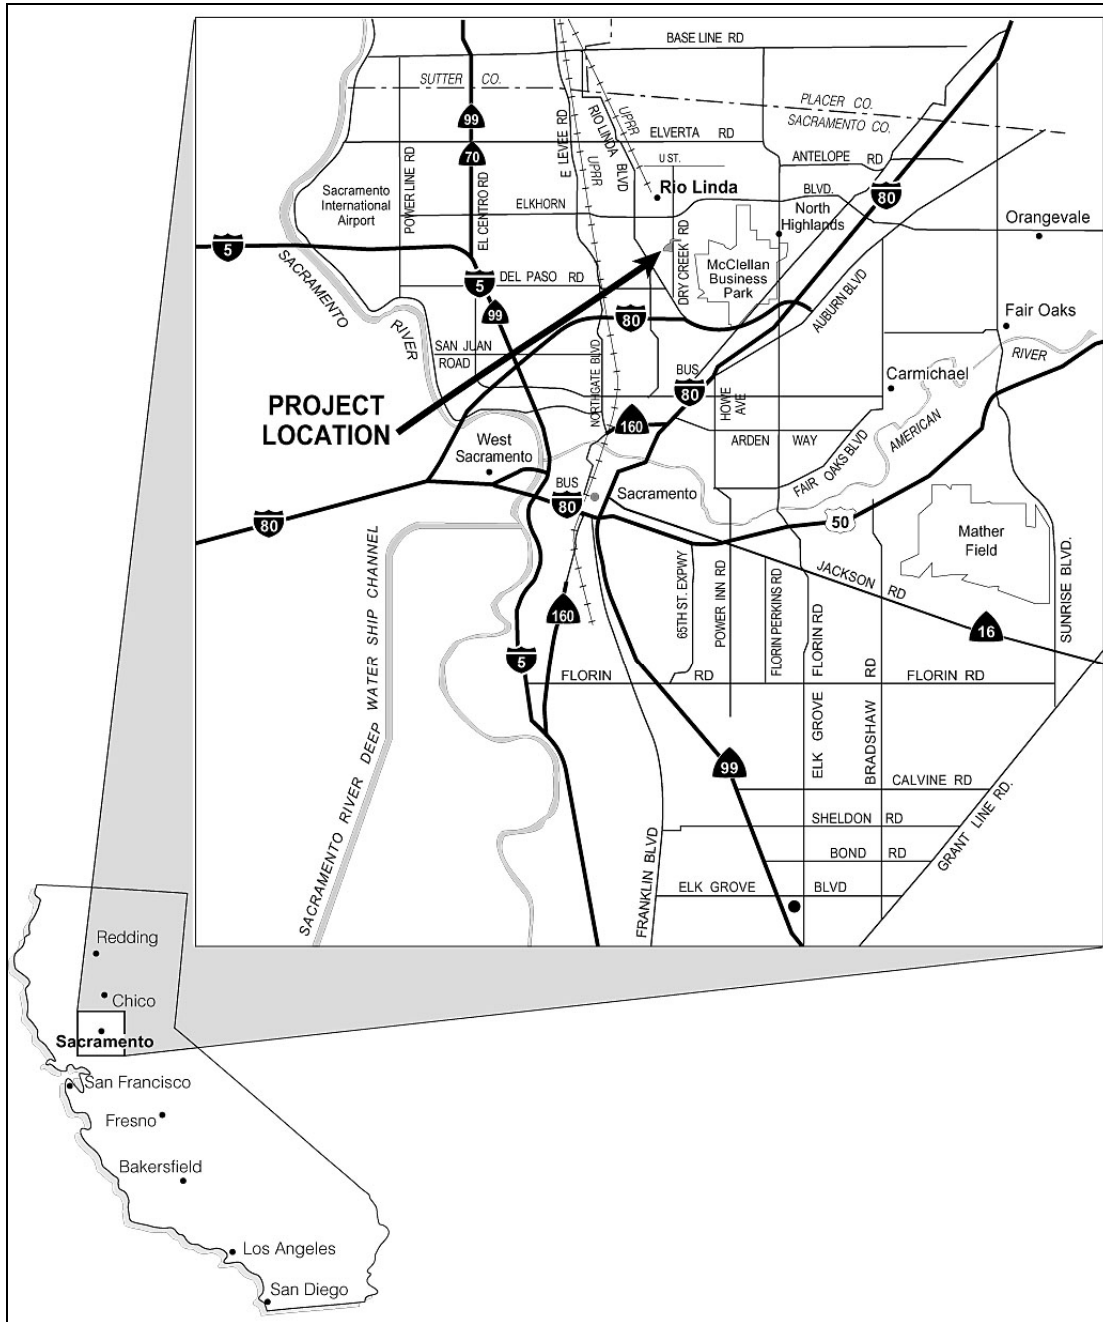 BASE LINE RD
SUTTER CO.
PLACER CO.
SACRAMENTO CO.
99
70
E LEVEE RD
UPRR
RIO LINDA BLVD
UPRR
ELVERTA RD
U ST.
ANTELOPE RD
POWER LINE RD
EL CENTRO RD
Sacramento
International
Airport
Rio Linda
BLVD.
80
ELKHORN
North
Highlands
Orangevale
5
SACRAMENTO
RIVER
DEL PASO RD
DRY CREEK RD
McClellan
Business
Park
5
99
80
AUBURN BLVD
Fair Oaks
SAN JUAN
ROAD
NORTHGATE BLVD
RIVER
BUS
80
HOWE
AVE
Carmichael
PROJECT
LOCATION
160
West
Sacramento
ARDEN WAY
FAIR OAKS BLVD
AMERICAN
BUS
80
Sacramento
80
50
Mather
Field
SACRAMENTO RIVER DEEP WATER SHIP CHANNEL
65TH ST. EXPWY
POWER INN RD
FLORIN PERKINS RD
JACKSON RD
SUNRISE BLVD.
160
16
5
FLORIN RD
FLORIN RD
ELK GROVE FLORIN RD
BRADSHAW RD
99
CALVINE RD
SHELDON RD
GRANT LINE RD.
BOND RD
FRANKLIN BLVD
ELK GROVE BLVD
Redding
Chico
Sacramento
San Francisco
Fresno
Bakersfield
Los Angeles
San Diego